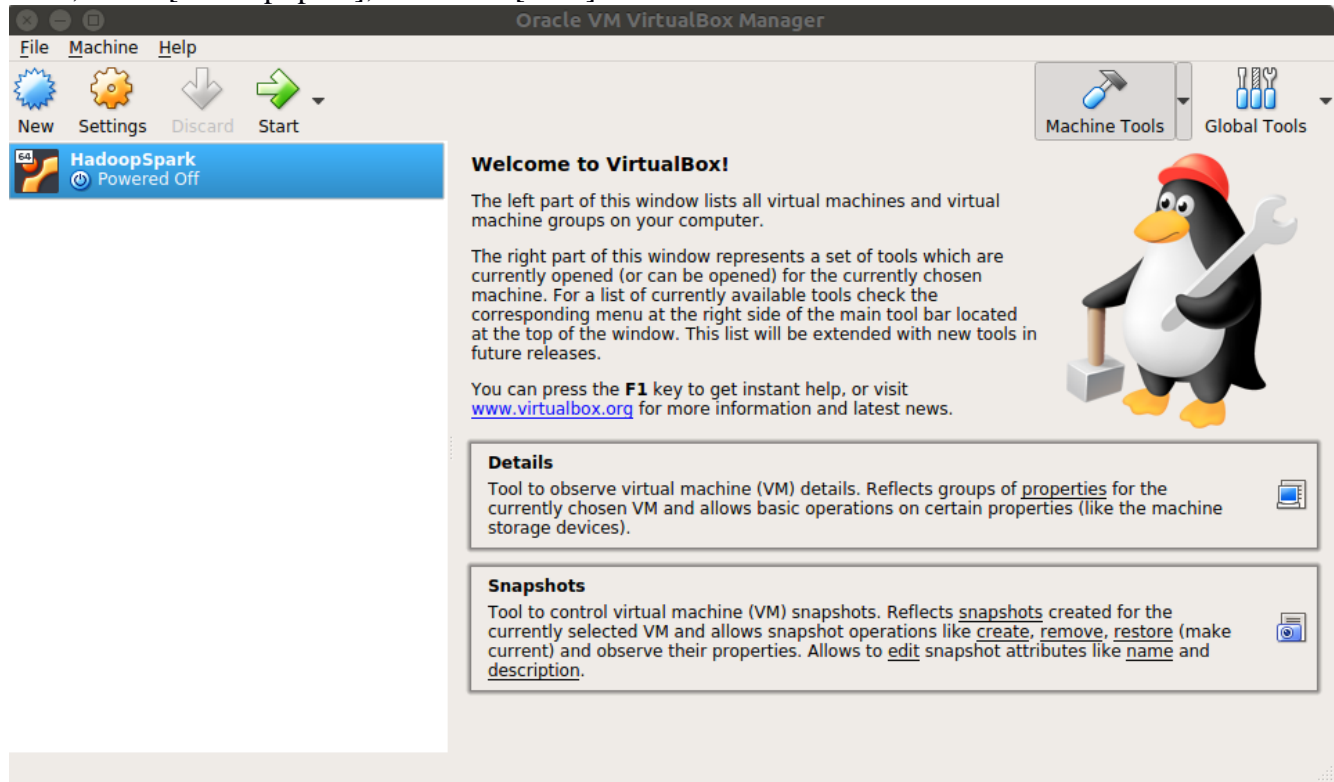 Oracle VM VirtualBox Manager
File Machine Help
New Settings Discard Start Machine Tools Global Tools
64
HadoopSpark
Powered Off
Welcome to VirtualBox!
The left part of this window lists all virtual machines and virtual
machine groups on your computer.
The right part of this window represents a set of tools which are
currently opened (or can be opened) for the currently chosen
machine. For a list of currently available tools check the
corresponding menu at the right side of the main tool bar located
at the top of the window. This list will be extended with new tools in
future releases.
You can press the F1 key to get instant help, or visit
www.virtualbox.org for more information and latest news.
Details
Tool to observe virtual machine (VM) details. Reflects groups of properties for the
currently chosen VM and allows basic operations on certain properties (like the machine
storage devices).
Snapshots
Tool to control virtual machine (VM) snapshots. Reflects snapshots created for the
currently selected VM and allows snapshot operations like create, remove, restore (make
current) and observe their properties. Allows to edit snapshot attributes like name and
description.